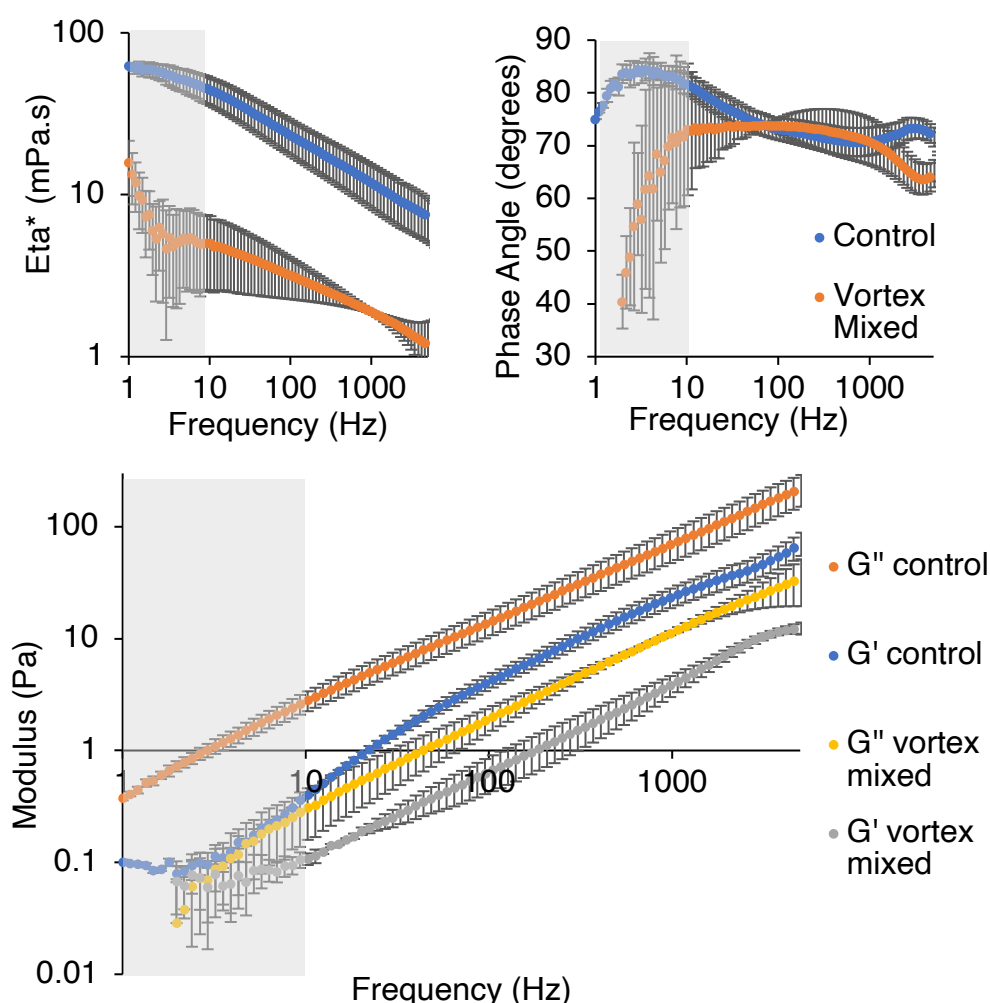 Eta* (mPa.s)
100
10
1
1 10 100 1000
Frequency (Hz)
Phase Angle (degrees)
90
80
70
60
50
40
30
1 10 100 1000
Frequency (Hz)
Control
Vortex
Mixed
Modulus (Pa)
100
10
1
0.1
0.01
10 100 1000
Frequency (Hz)
G" control
G' control
G" vortex
mixed
G' vortex
mixed